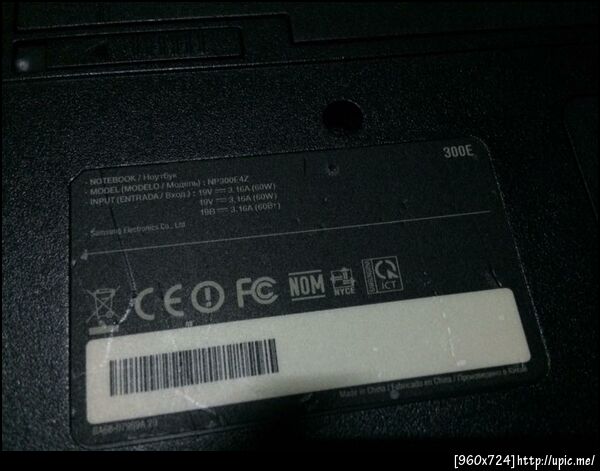 300E
- NOTEBOOK / Ноутбук
- MODEL (MODELO / Модель) : NP300E4Z
- INPUT (ENTRADA / Вход) : 19V 3.16A (60W)
19V 3.16A (60W)
19В 3.16A (60Вт)
Samsung Electronics Co., Ltd
CE FC NOM NYCE ICT
Made in China / Fabricado en China / Произведено в Китае
[960x724]http://upic.me/